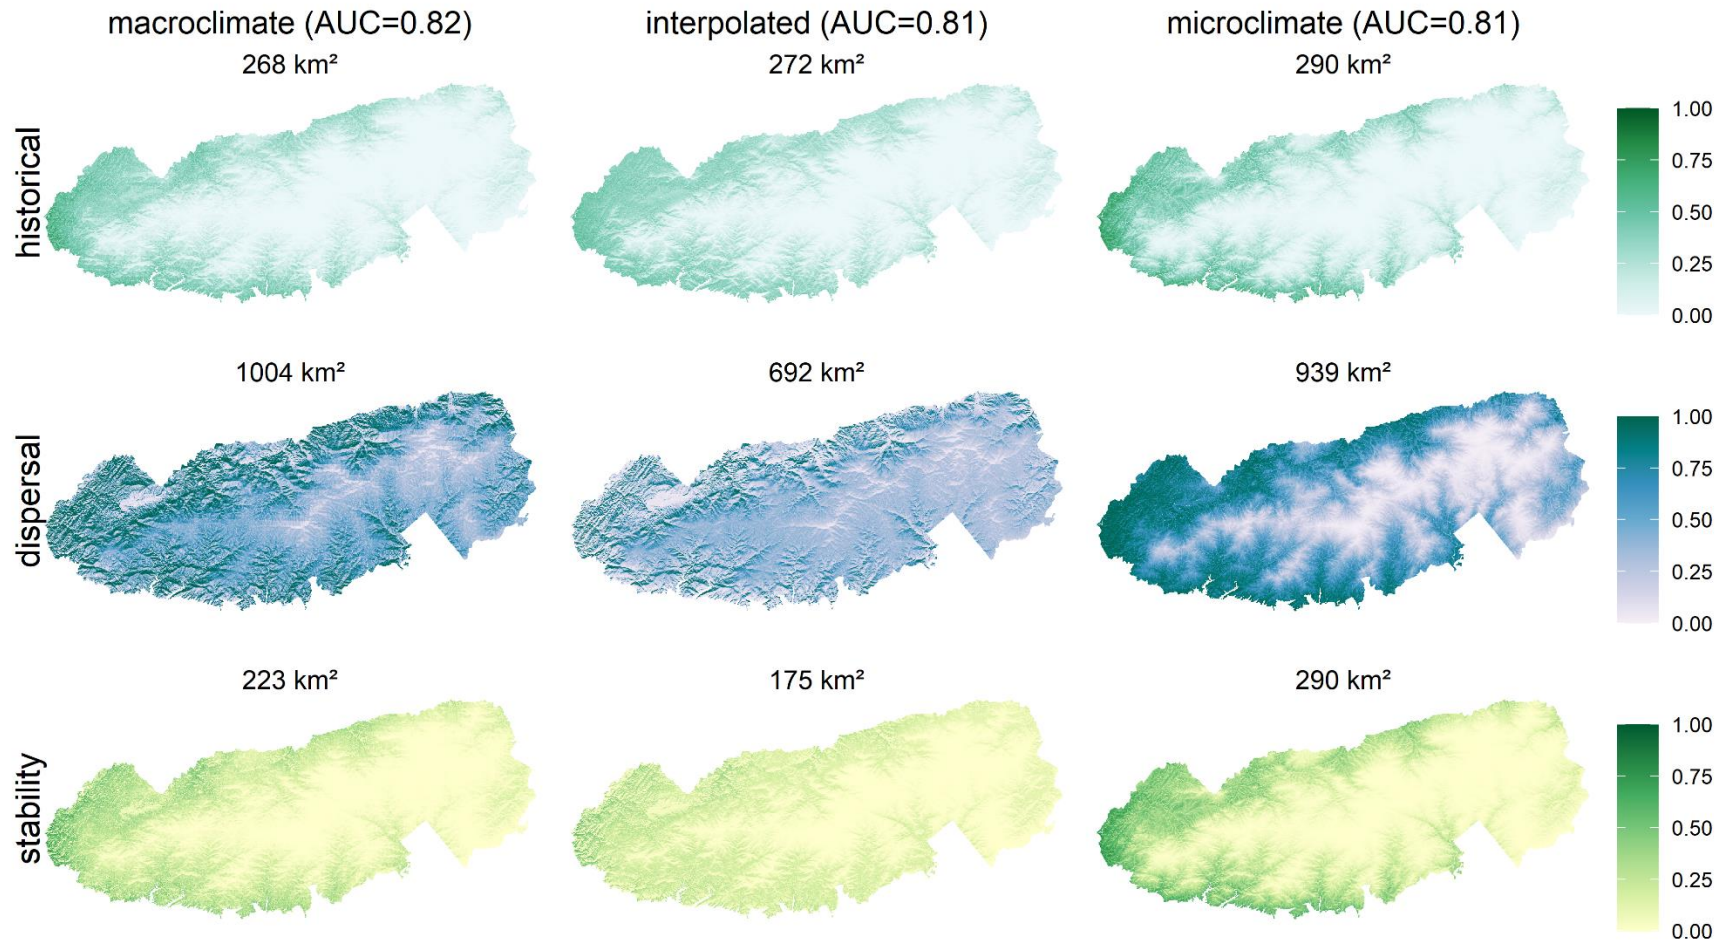 macroclimate (AUC=0.82) interpolated (AUC=0.81) microclimate (AUC=0.81)
268 km² 272 km² 290 km²
historical
1.00
0.75
0.50
0.25
0.00
1004 km² 692 km² 939 km²
dispersal
1.00
0.75
0.50
0.25
0.00
223 km² 175 km² 290 km²
stability
1.00
0.75
0.50
0.25
0.00